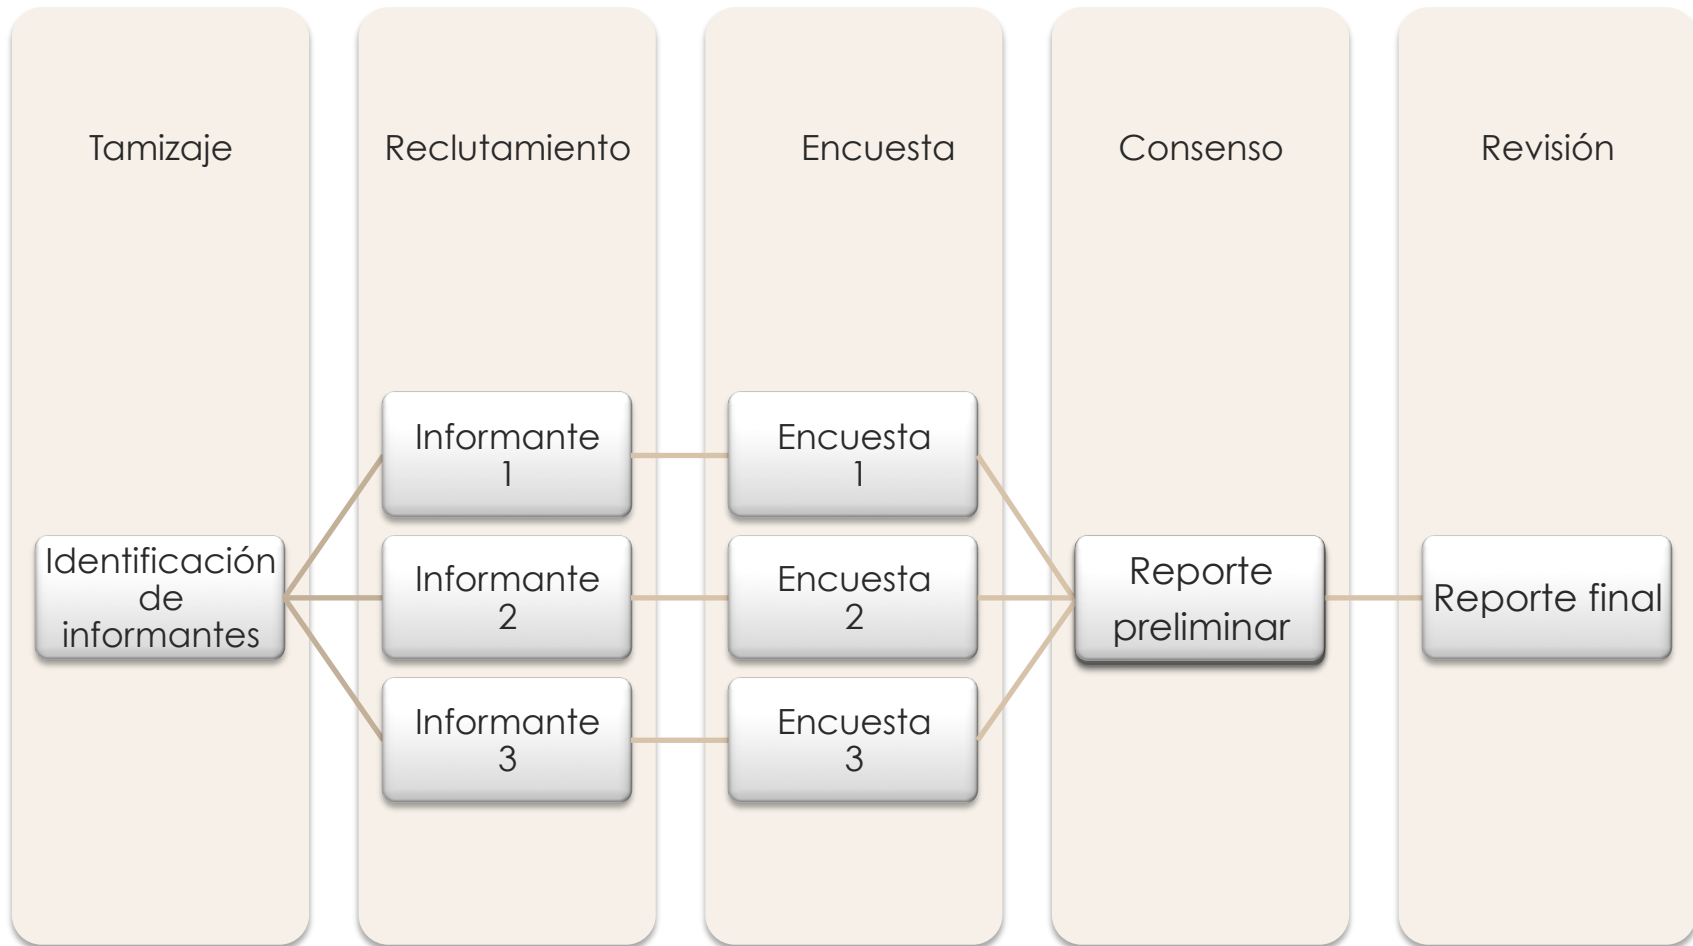 Tamizaje
Reclutamiento
Encuesta
Consenso
Revisión
Identificación
de
informantes
Informante
1
Informante
2
Informante
3
Encuesta
1
Encuesta
2
Encuesta
3
Reporte
preliminar
Reporte final